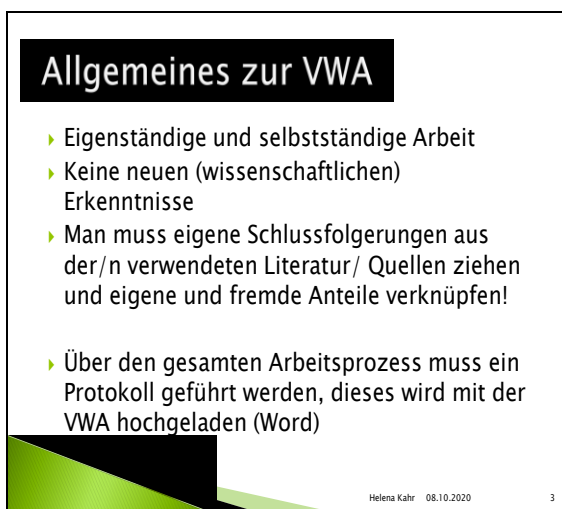 Allgemeines zur VWA
Eigenständige und selbstständige Arbeit
Keine neuen (wissenschaftlichen)
Erkenntnisse
Man muss eigene Schlussfolgerungen aus
der/n verwendeten Literatur/ Quellen ziehen
und eigene und fremde Anteile verknüpfen!
Über den gesamten Arbeitsprozess muss ein
Protokoll geführt werden, dieses wird mit der
VWA hochgeladen (Word)
Helena Kahr 08.10.2020 3